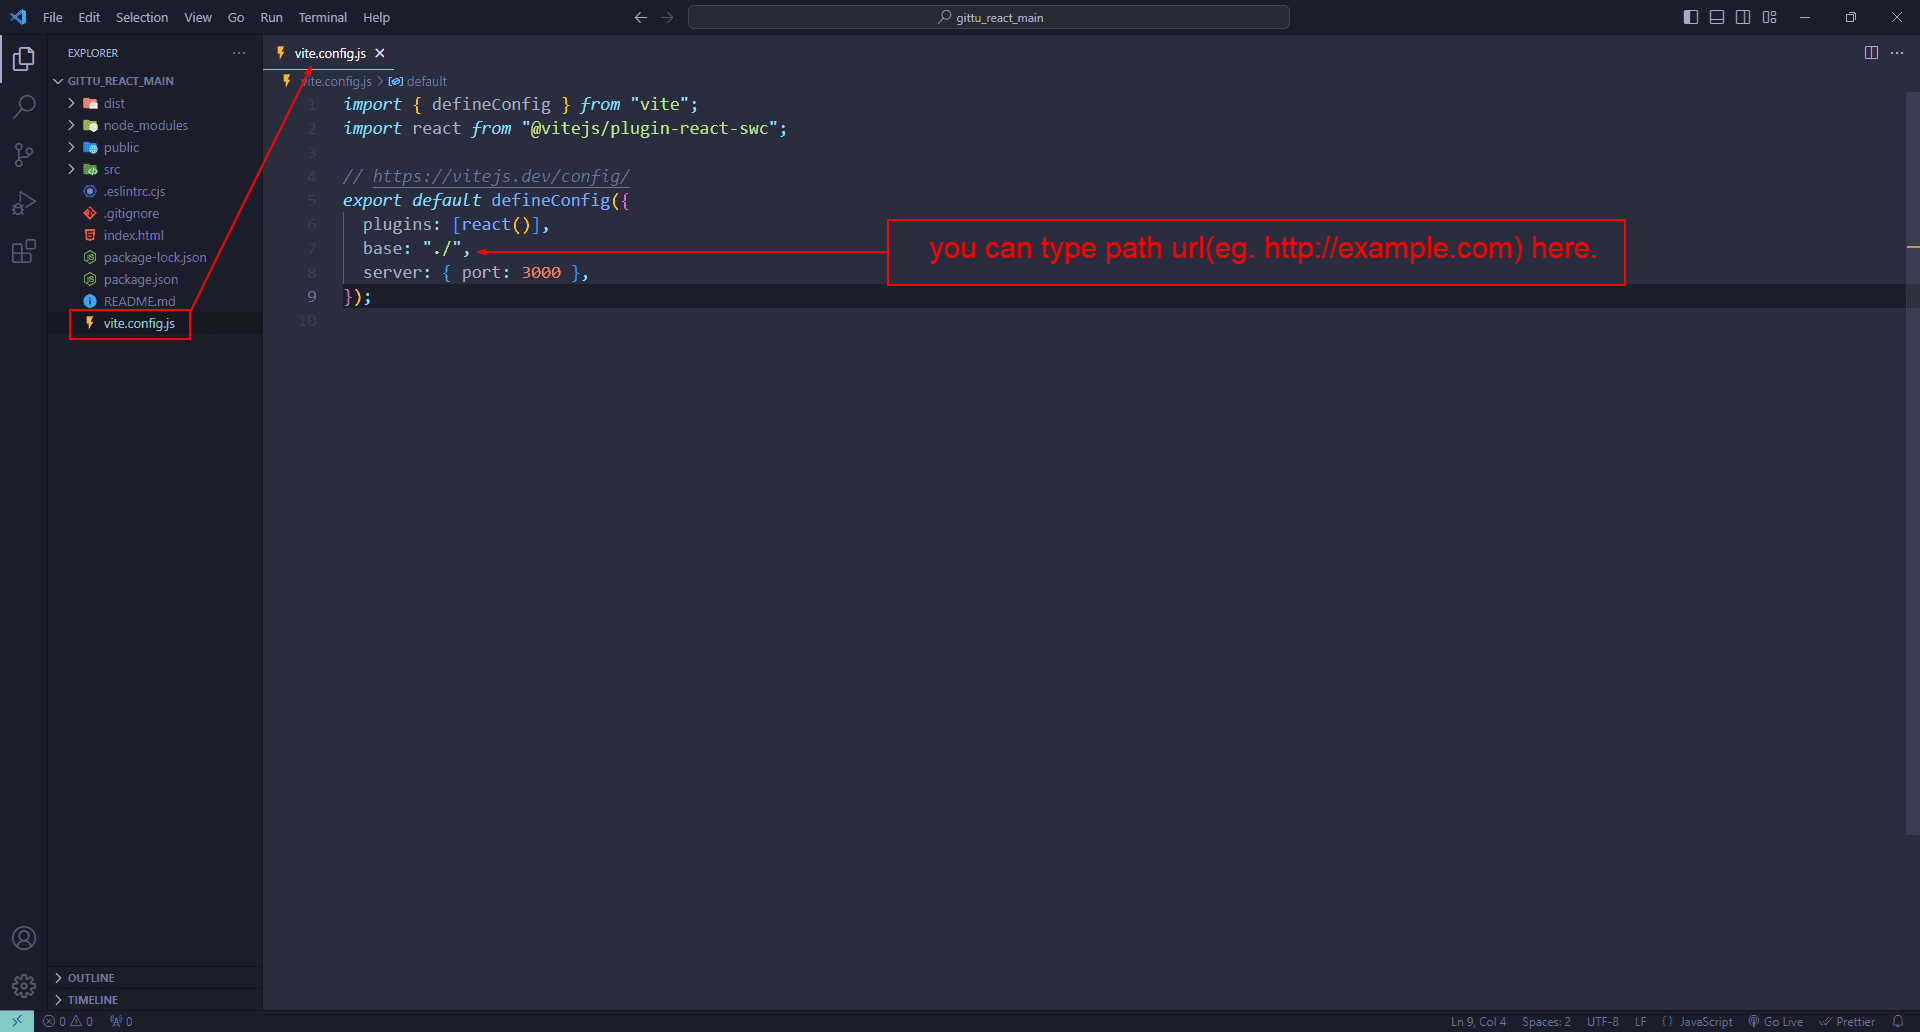 File Edit Selection View Go Run Terminal Help
gittu_react_main
EXPLORER
GITTU_REACT_MAIN
dist
node_modules
public
src
.eslintrc.cjs
.gitignore
index.html
package-lock.json
package.json
README.md
vite.config.js
OUTLINE
TIMELINE
vite.config.js
vite.config.js > default
1 import { defineConfig } from "vite";
2 import react from "@vitejs/plugin-react-swc";
3
4 // https://vitejs.dev/config/
5 export default defineConfig({
6 plugins: [react()],
7 base: "./",
8 server: { port: 3000 },
9 });
10
you can type path url(eg. http://example.com) here.
0 0 0
Ln 9, Col 4 Spaces: 2 UTF-8 LF {} JavaScript Go Live Prettier